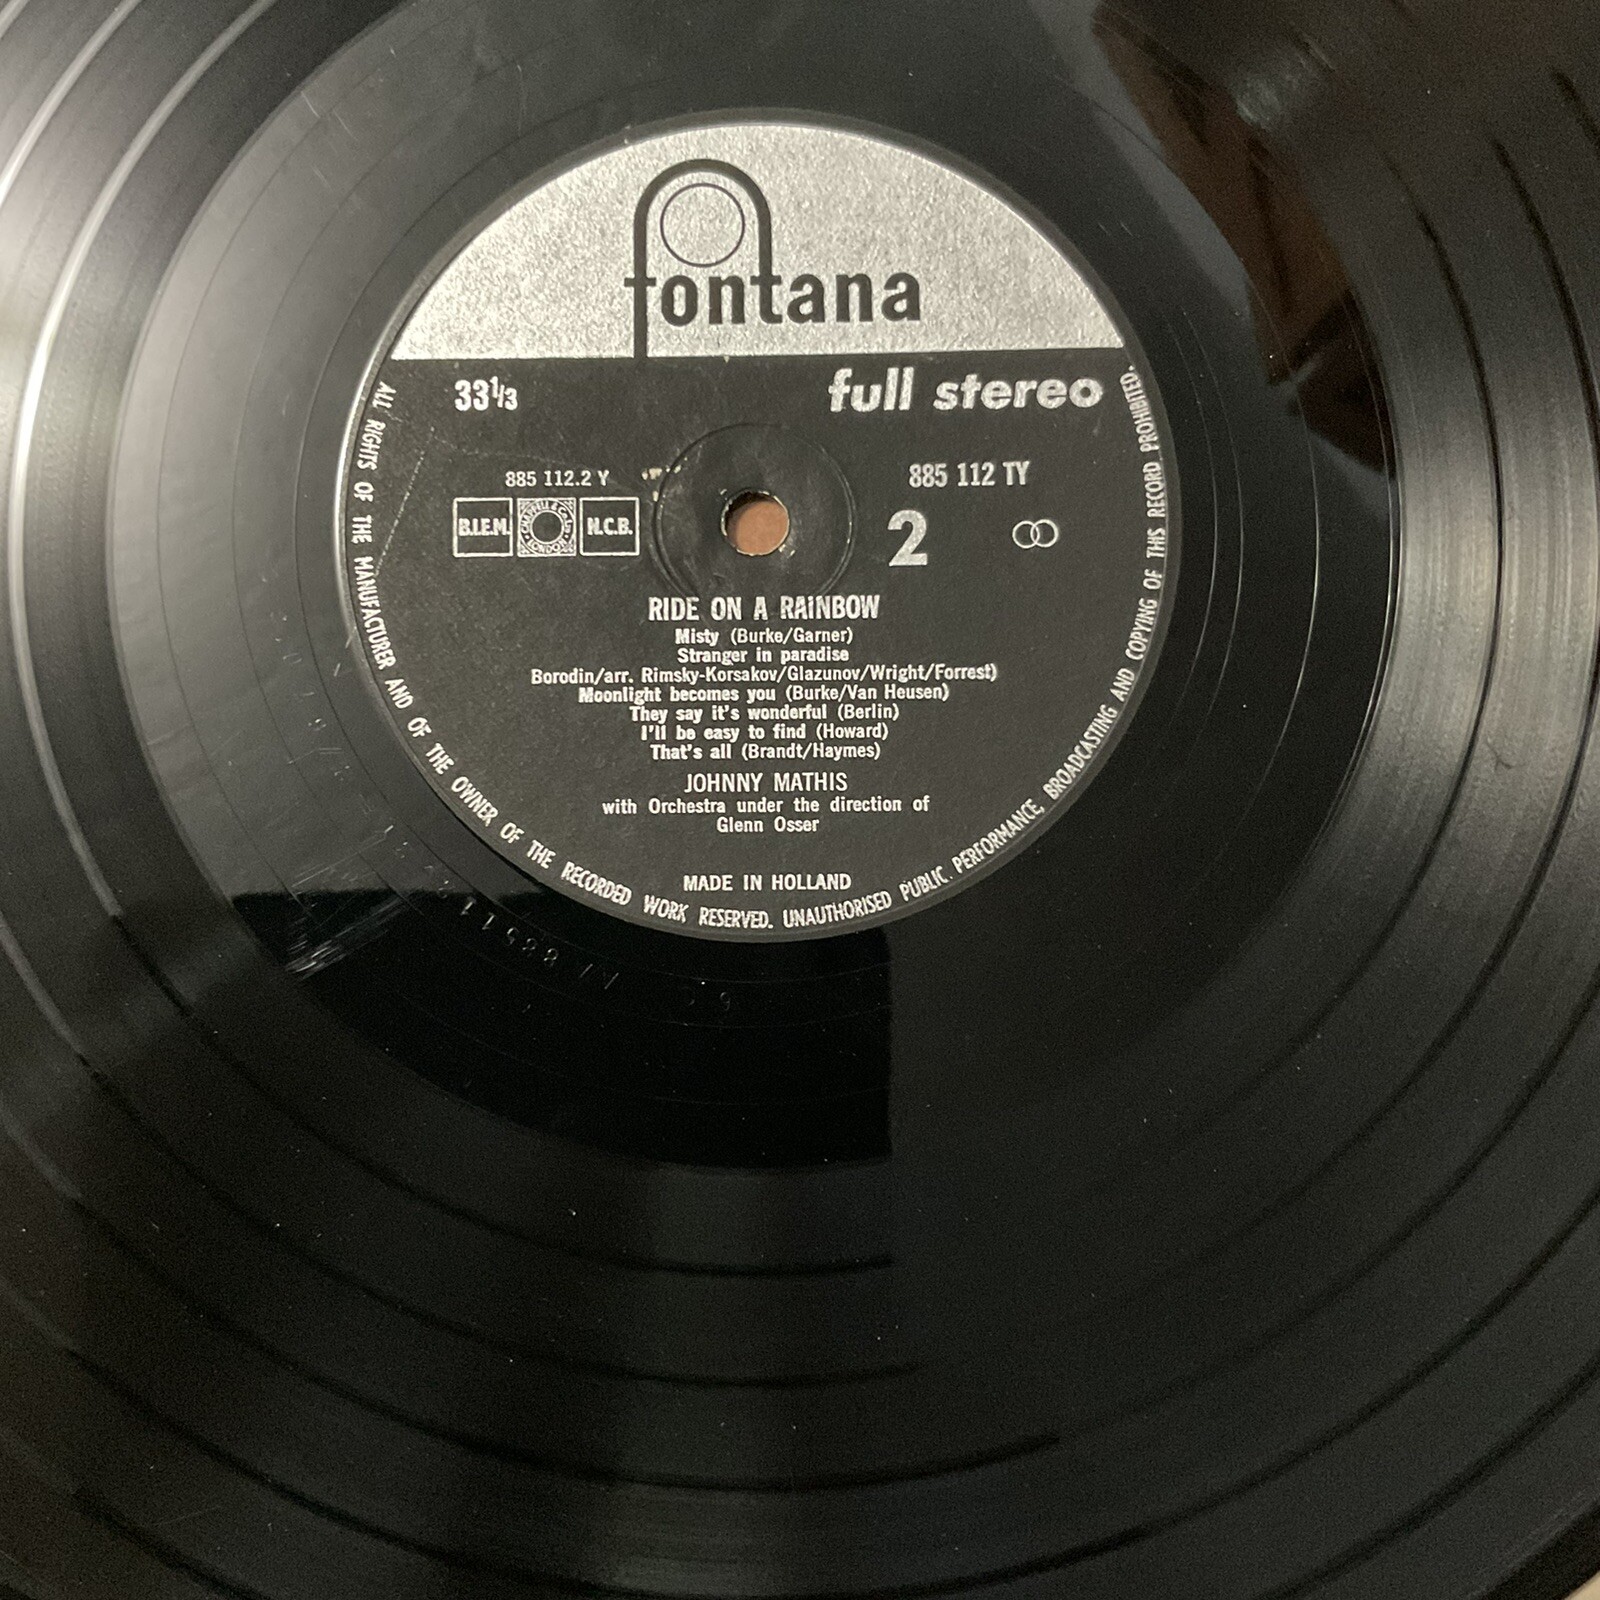 fontana
33⅓
full stereo
885 112.2 Y
885 112 TY
B.I.E.M.
CHAPPELL & Co Ltd LONDON
N.C.B.
2
RIDE ON A RAINBOW
Misty (Burke/Garner)
Stranger in paradise
Borodin/arr. Rimsky-Korsakov/Glazunov/Wright/Forrest)
Moonlight becomes you (Burke/Van Heusen)
They say it's wonderful (Berlin)
I'll be easy to find (Howard)
That's all (Brandt/Haymes)
JOHNNY MATHIS
with Orchestra under the direction of
Glenn Osser
MADE IN HOLLAND
ALL RIGHTS OF THE MANUFACTURER AND OF THE OWNER OF THE RECORDED WORK RESERVED. UNAUTHORISED PUBLIC PERFORMANCE, BROADCASTING AND COPYING OF THIS RECORD PROHIBITED.